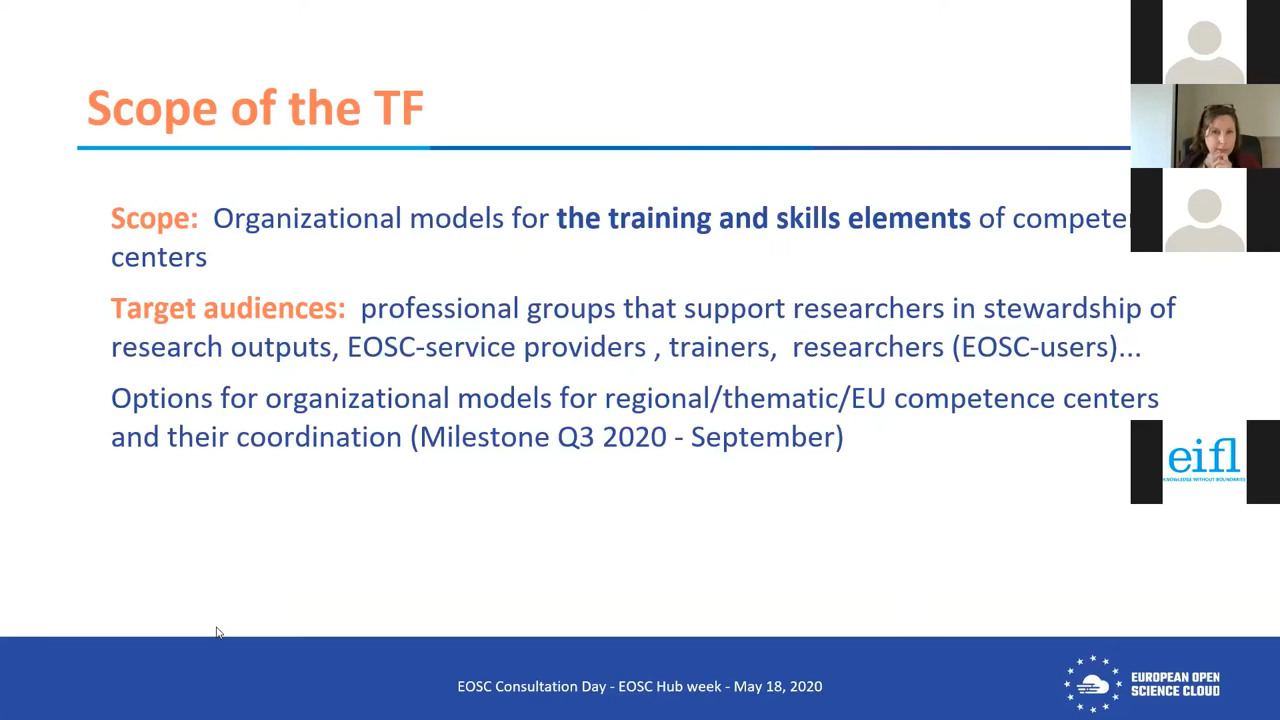 Scope of the TF
Scope: Organizational models for the training and skills elements of compete
centers
Target audiences: professional groups that support researchers in stewardship of
research outputs, EOSC-service providers , trainers, researchers (EOSC-users)...
Options for organizational models for regional/thematic/EU competence centers
and their coordination (Milestone Q3 2020 - September)
eifl
KNOWLEDGE WITHOUT BOUNDARIES
EOSC Consultation Day - EOSC Hub week - May 18, 2020
EUROPEAN OPEN
SCIENCE CLOUD